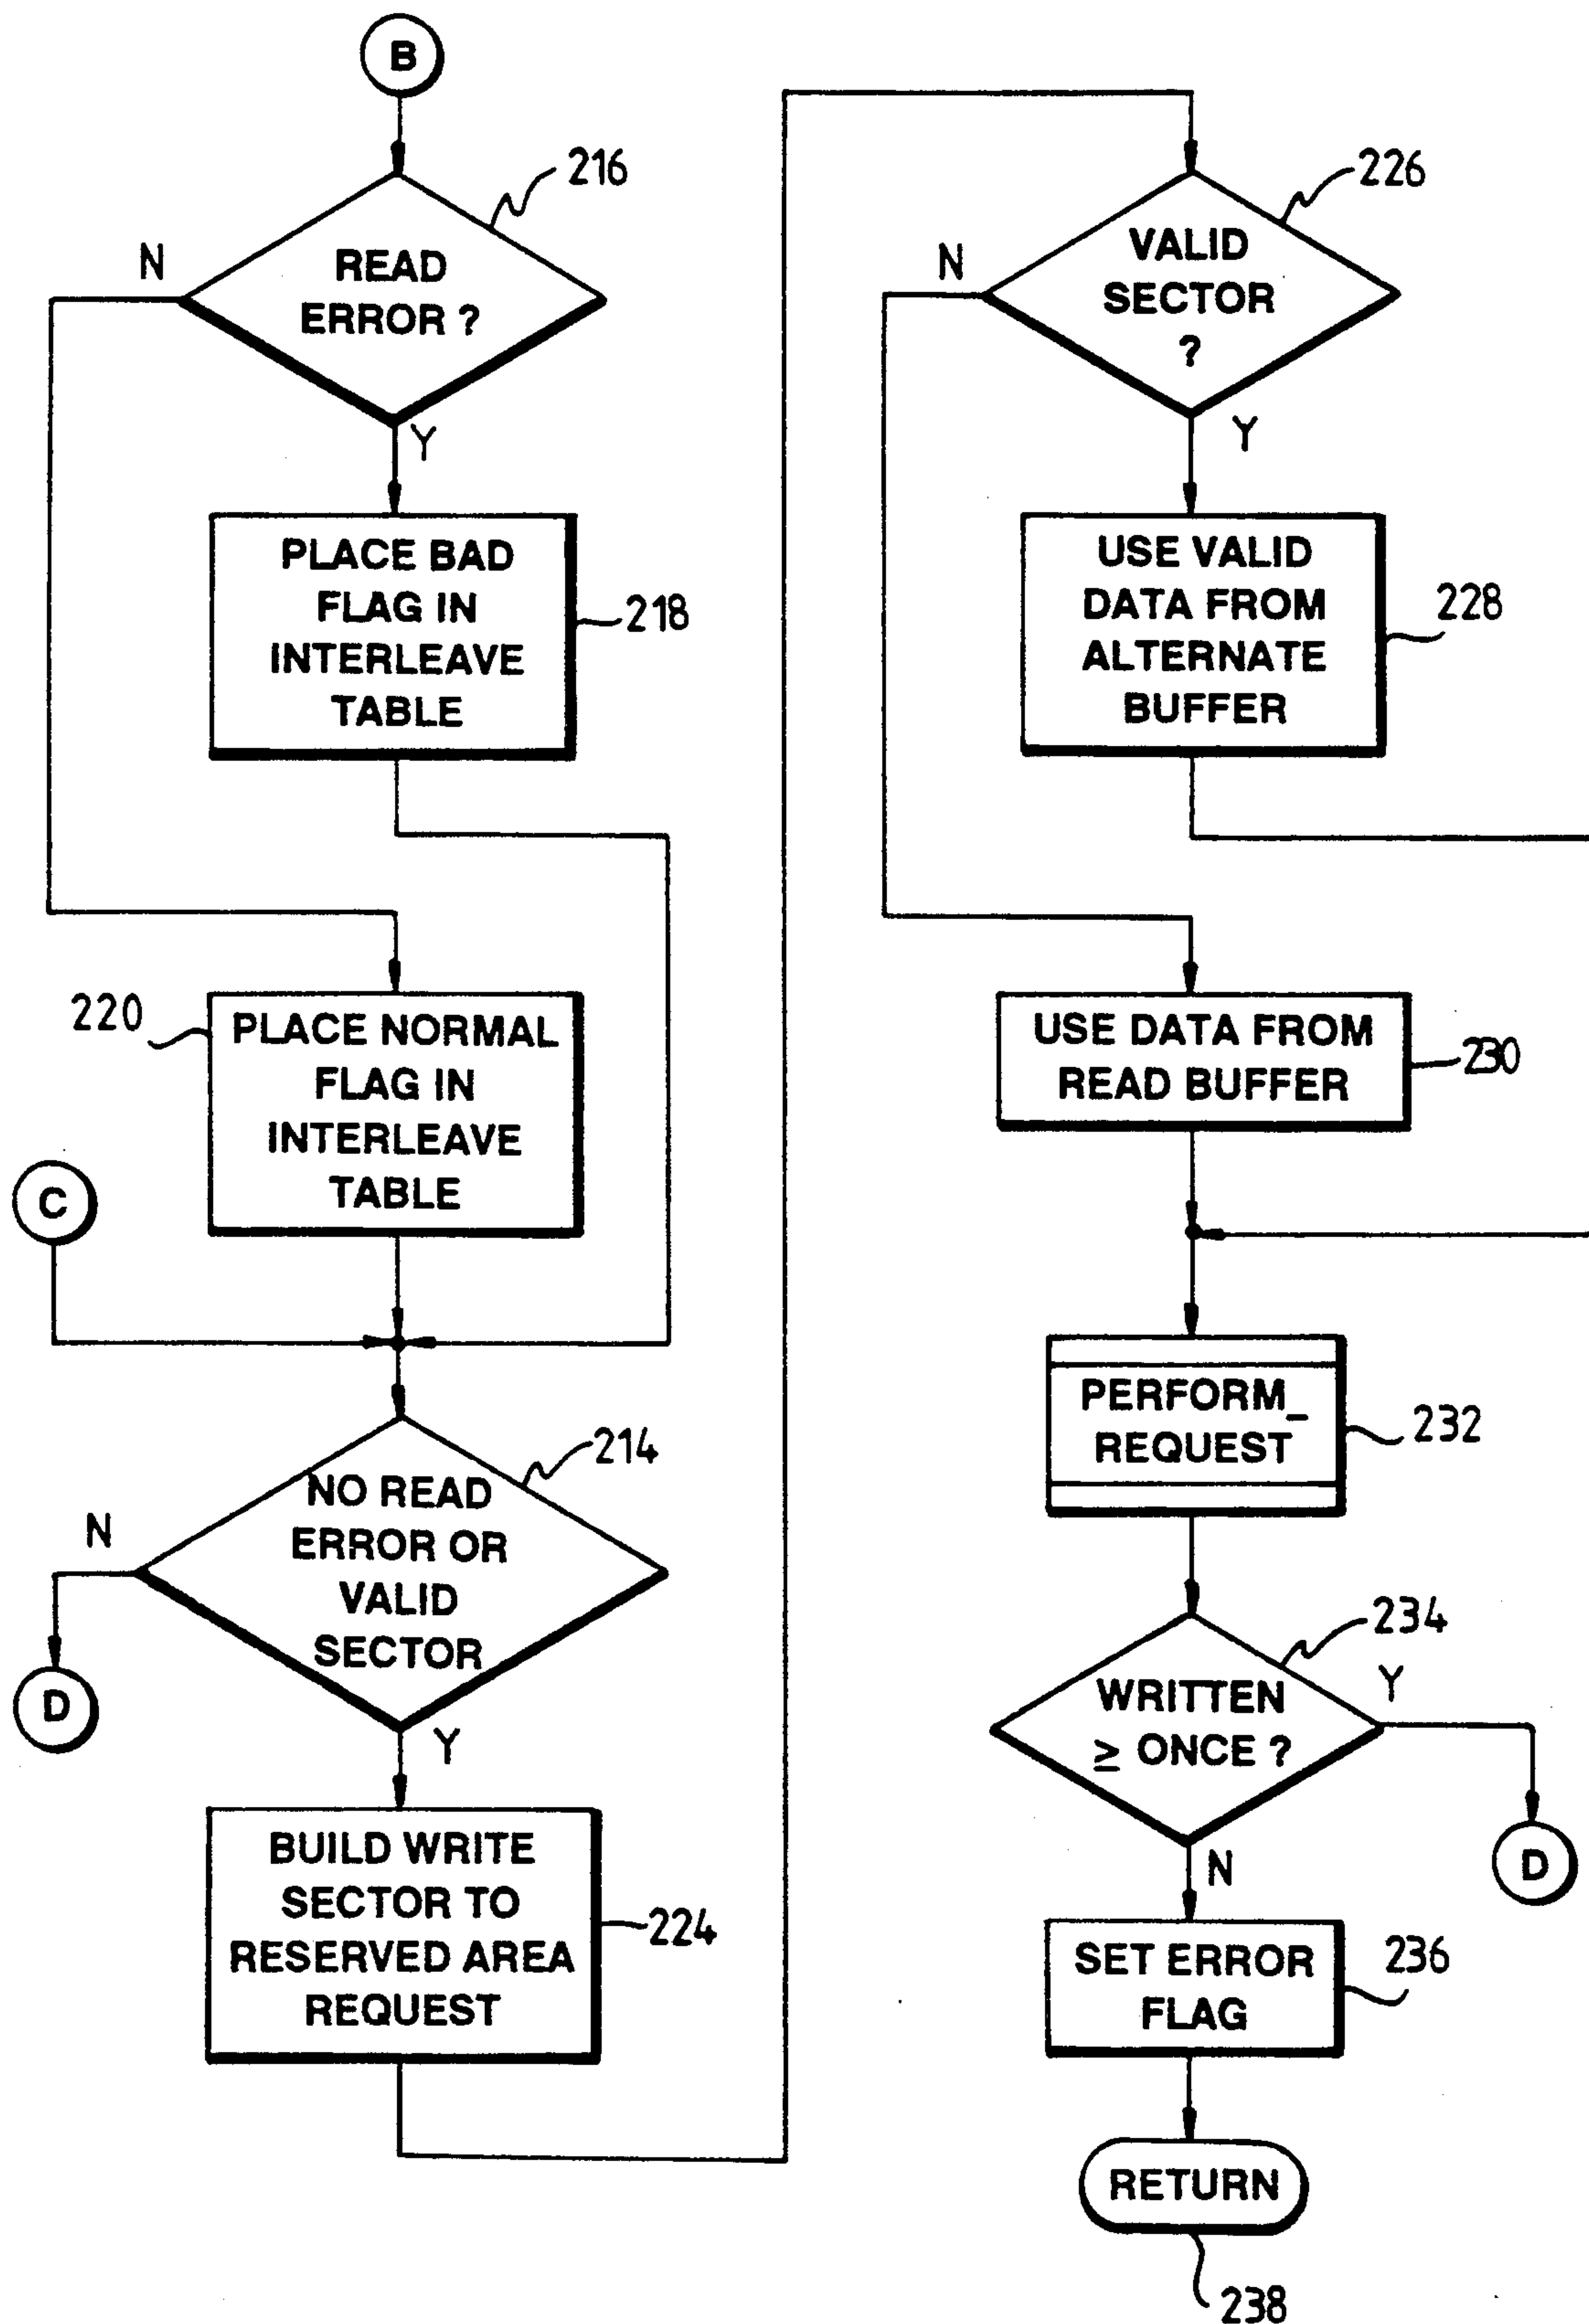 B
216
READ
ERROR ?
N
Y
PLACE BAD
FLAG IN
INTERLEAVE
TABLE
218
220
PLACE NORMAL
FLAG IN
INTERLEAVE
TABLE
C
214
NO READ
ERROR OR
VALID
SECTOR
N
D
Y
BUILD WRITE
SECTOR TO
RESERVED AREA
REQUEST
224
226
VALID
SECTOR
?
N
Y
USE VALID
DATA FROM
ALTERNATE
BUFFER
228
USE DATA FROM
READ BUFFER
230
PERFORM_
REQUEST
232
234
WRITTEN
≥ ONCE ?
Y
D
N
SET ERROR
FLAG
236
RETURN
238